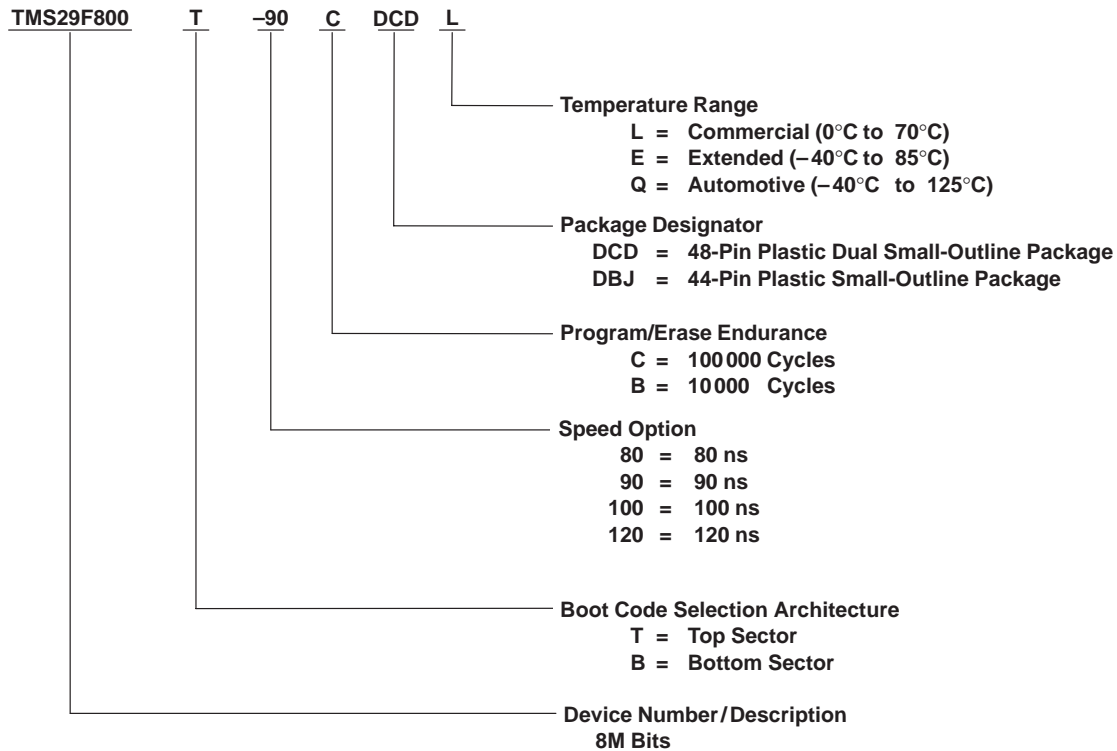 TMS29F800 T –90 C DCD L
Temperature Range
L = Commercial (0°C to 70°C)
E = Extended (–40°C to 85°C)
Q = Automotive (–40°C to 125°C)
Package Designator
DCD = 48-Pin Plastic Dual Small-Outline Package
DBJ = 44-Pin Plastic Small-Outline Package
Program/Erase Endurance
C = 100 000 Cycles
B = 10 000 Cycles
Speed Option
80 = 80 ns
90 = 90 ns
100 = 100 ns
120 = 120 ns
Boot Code Selection Architecture
T = Top Sector
B = Bottom Sector
Device Number/Description
8M Bits